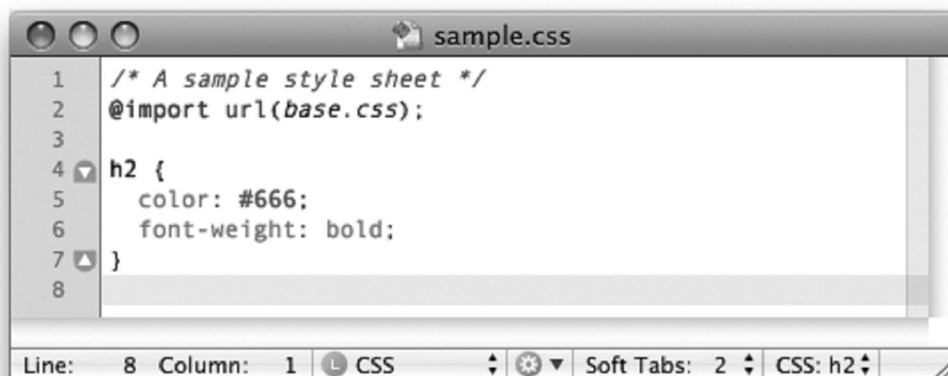 sample.css
1 /* A sample style sheet */
2 @import url(base.css);
3
4 h2 {
5   color: #666;
6   font-weight: bold;
7 }
8
Line: 8 Column: 1 L CSS Soft Tabs: 2 CSS: h2